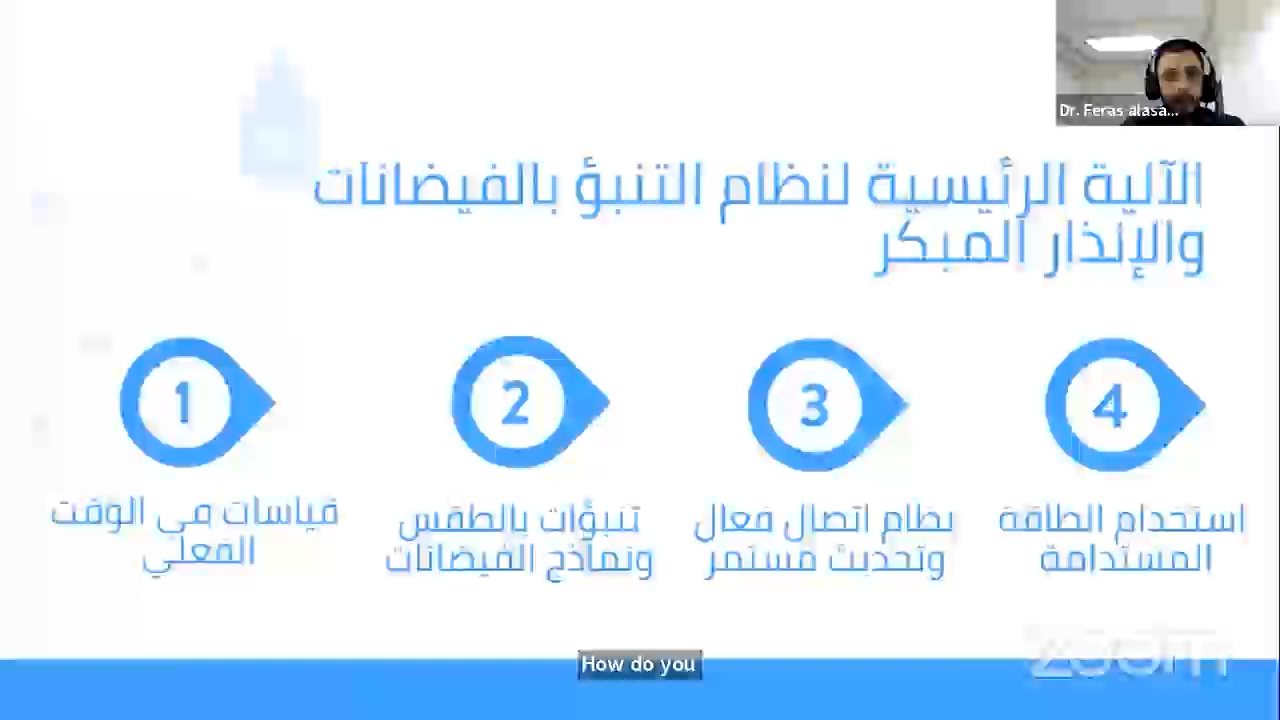 Dr. Feras alasa...
الآلية الرئيسية لنظام التنبؤ بالفيضانات
والإنذار المبكر
1
قياسات في الوقت
الفعلي
2
تنبؤات بالطقس
ونماذج الفيضانات
3
نظام اتصال فعال
وتحديث مستمر
4
استخدام الطاقة
المستدامة
How do you
zoom